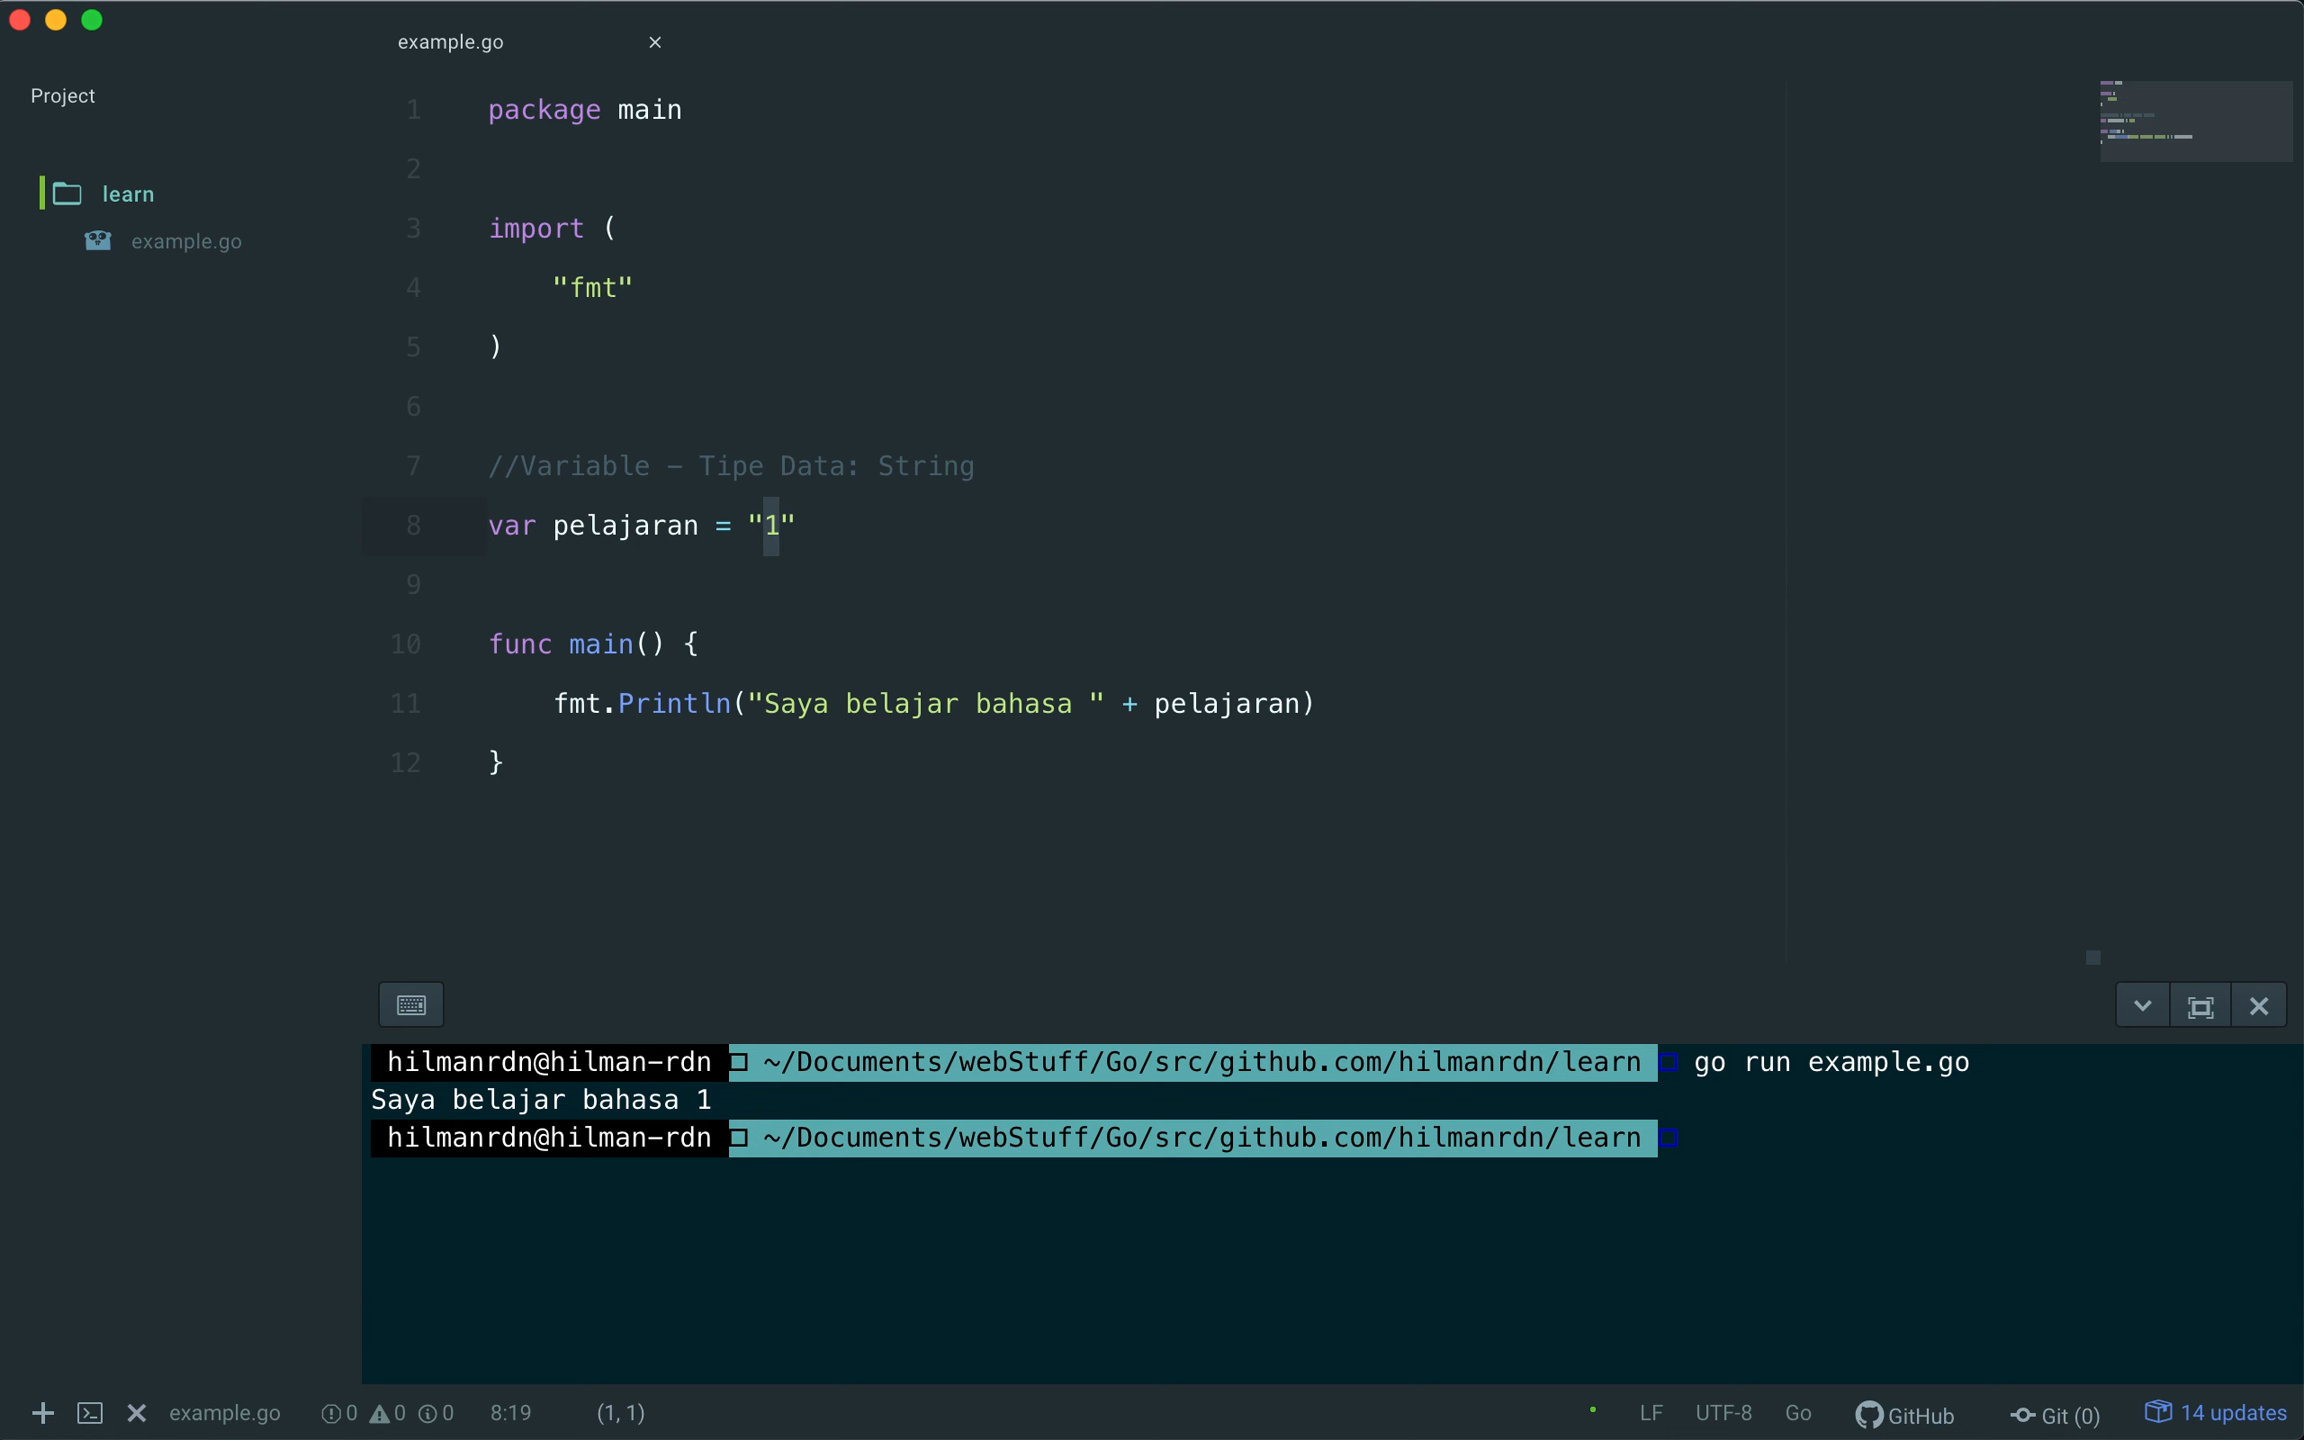 example.go
Project
learn
example.go
1 package main
2
3 import (
4     "fmt"
5 )
6
7 //Variable - Tipe Data: String
8 var pelajaran = "1"
9
10 func main() {
11     fmt.Println("Saya belajar bahasa " + pelajaran)
12 }
hilmanrdn@hilman-rdn ~/Documents/webStuff/Go/src/github.com/hilmanrdn/learn go run example.go
Saya belajar bahasa 1
hilmanrdn@hilman-rdn ~/Documents/webStuff/Go/src/github.com/hilmanrdn/learn
example.go 0 0 0 8:19 (1, 1) LF UTF-8 Go GitHub Git (0) 14 updates